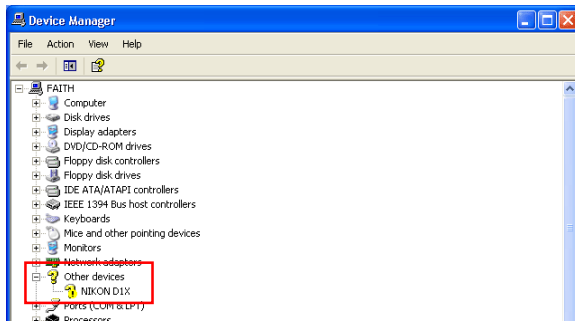 Device Manager
File Action View Help
FAITH
Computer
Disk drives
Display adapters
DVD/CD-ROM drives
Floppy disk controllers
Floppy disk drives
IDE ATA/ATAPI controllers
IEEE 1394 Bus host controllers
Keyboards
Mice and other pointing devices
Monitors
Network adapters
Other devices
NIKON D1X
Ports (COM & LPT)
Processors